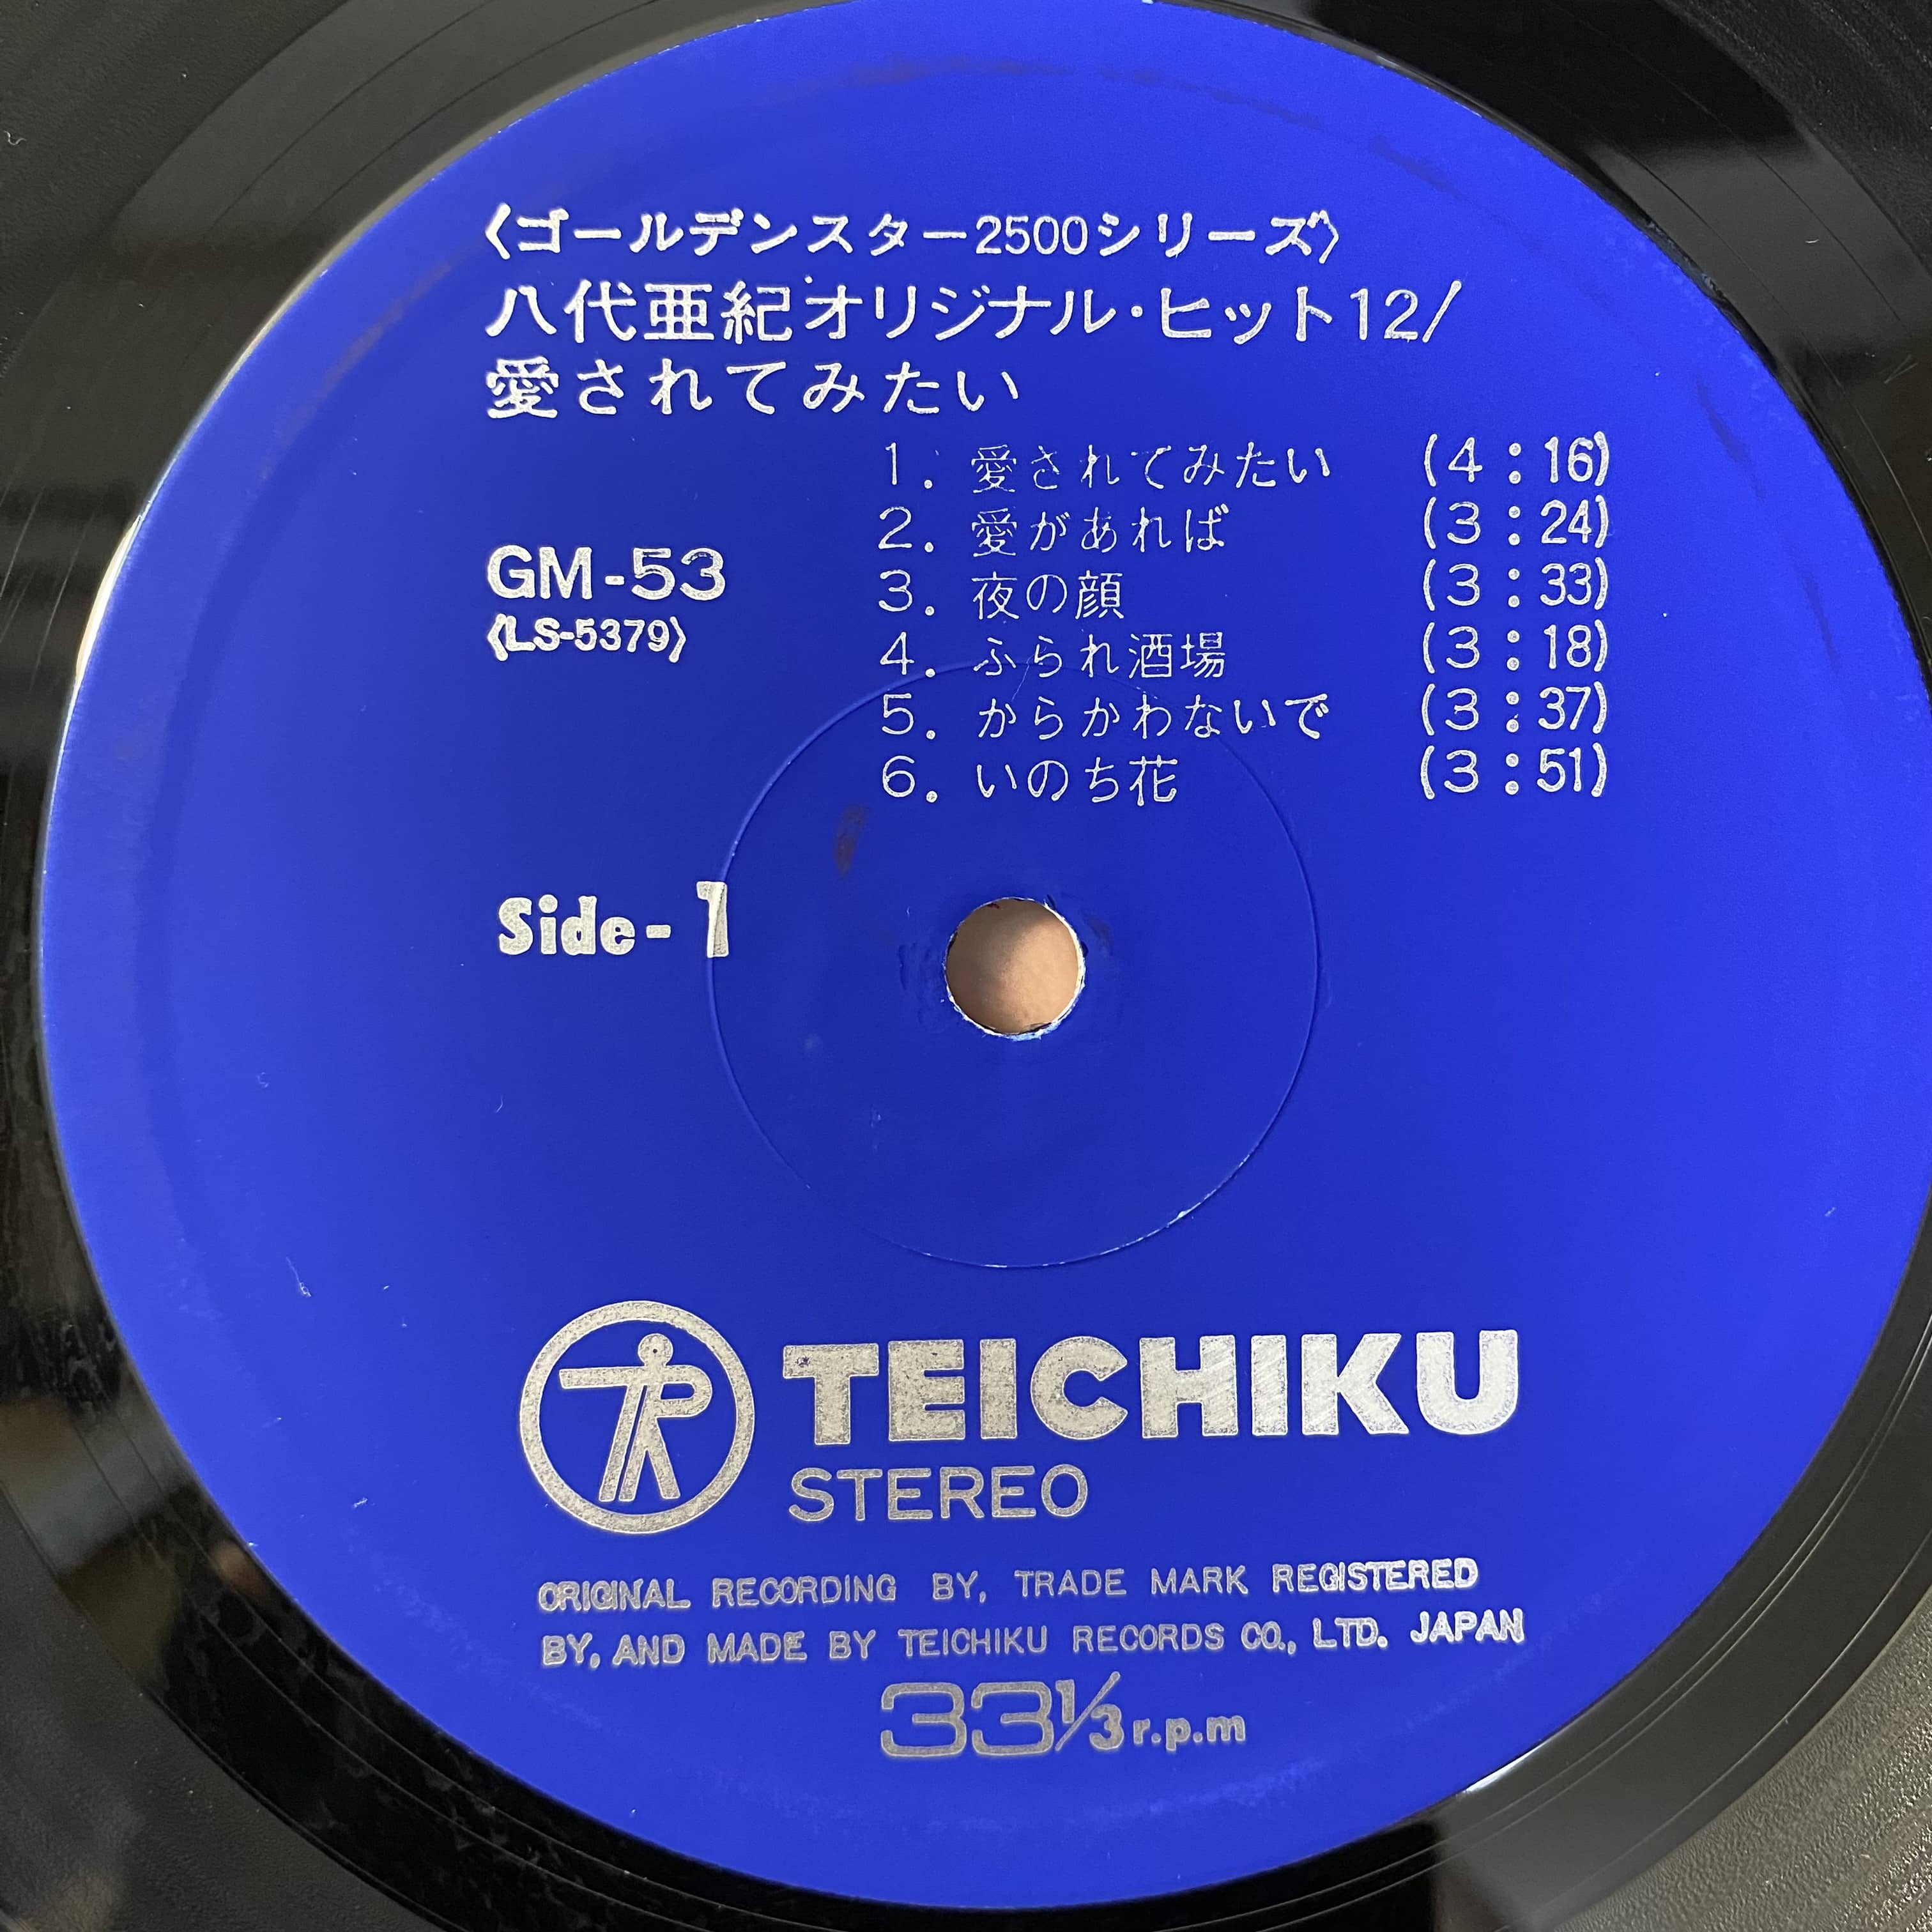 〈ゴールデンスター2500シリーズ〉
八代亜紀オリジナル・ヒット12/
愛されてみたい
1. 愛されてみたい (4:16)
2. 愛があれば (3:24)
3. 夜の顔 (3:33)
4. ふられ酒場 (3:18)
5. からかわないで (3:37)
6. いのち花 (3:51)
GM-53
《LS-5379》
Side-1
TEICHIKU
STEREO
ORIGINAL RECORDING BY, TRADE MARK REGISTERED
BY, AND MADE BY TEICHIKU RECORDS CO., LTD. JAPAN
33⅓ r.p.m